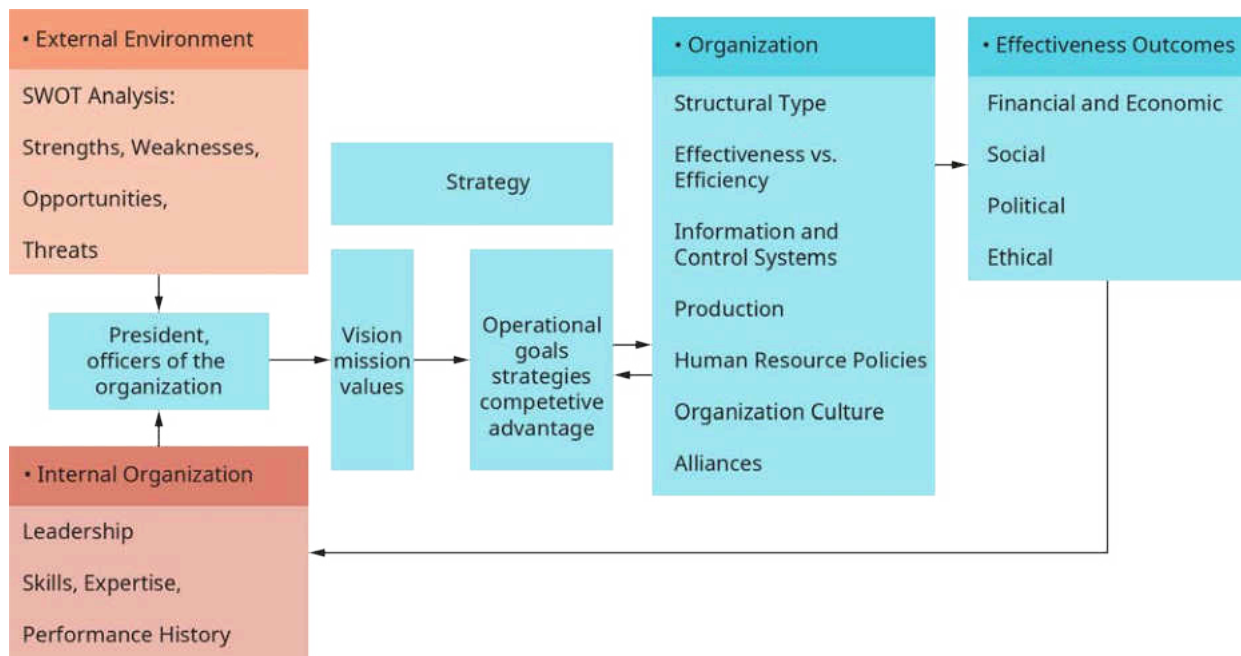 • External Environment
SWOT Analysis:
Strengths, Weaknesses,
Opportunities,
Threats
President,
officers of the
organization
• Internal Organization
Leadership
Skills, Expertise,
Performance History
Strategy
Vision
mission
values
Operational
goals
strategies
competetive
advantage
• Organization
Structural Type
Effectiveness vs.
Efficiency
Information and
Control Systems
Production
Human Resource Policies
Organization Culture
Alliances
• Effectiveness Outcomes
Financial and Economic
Social
Political
Ethical